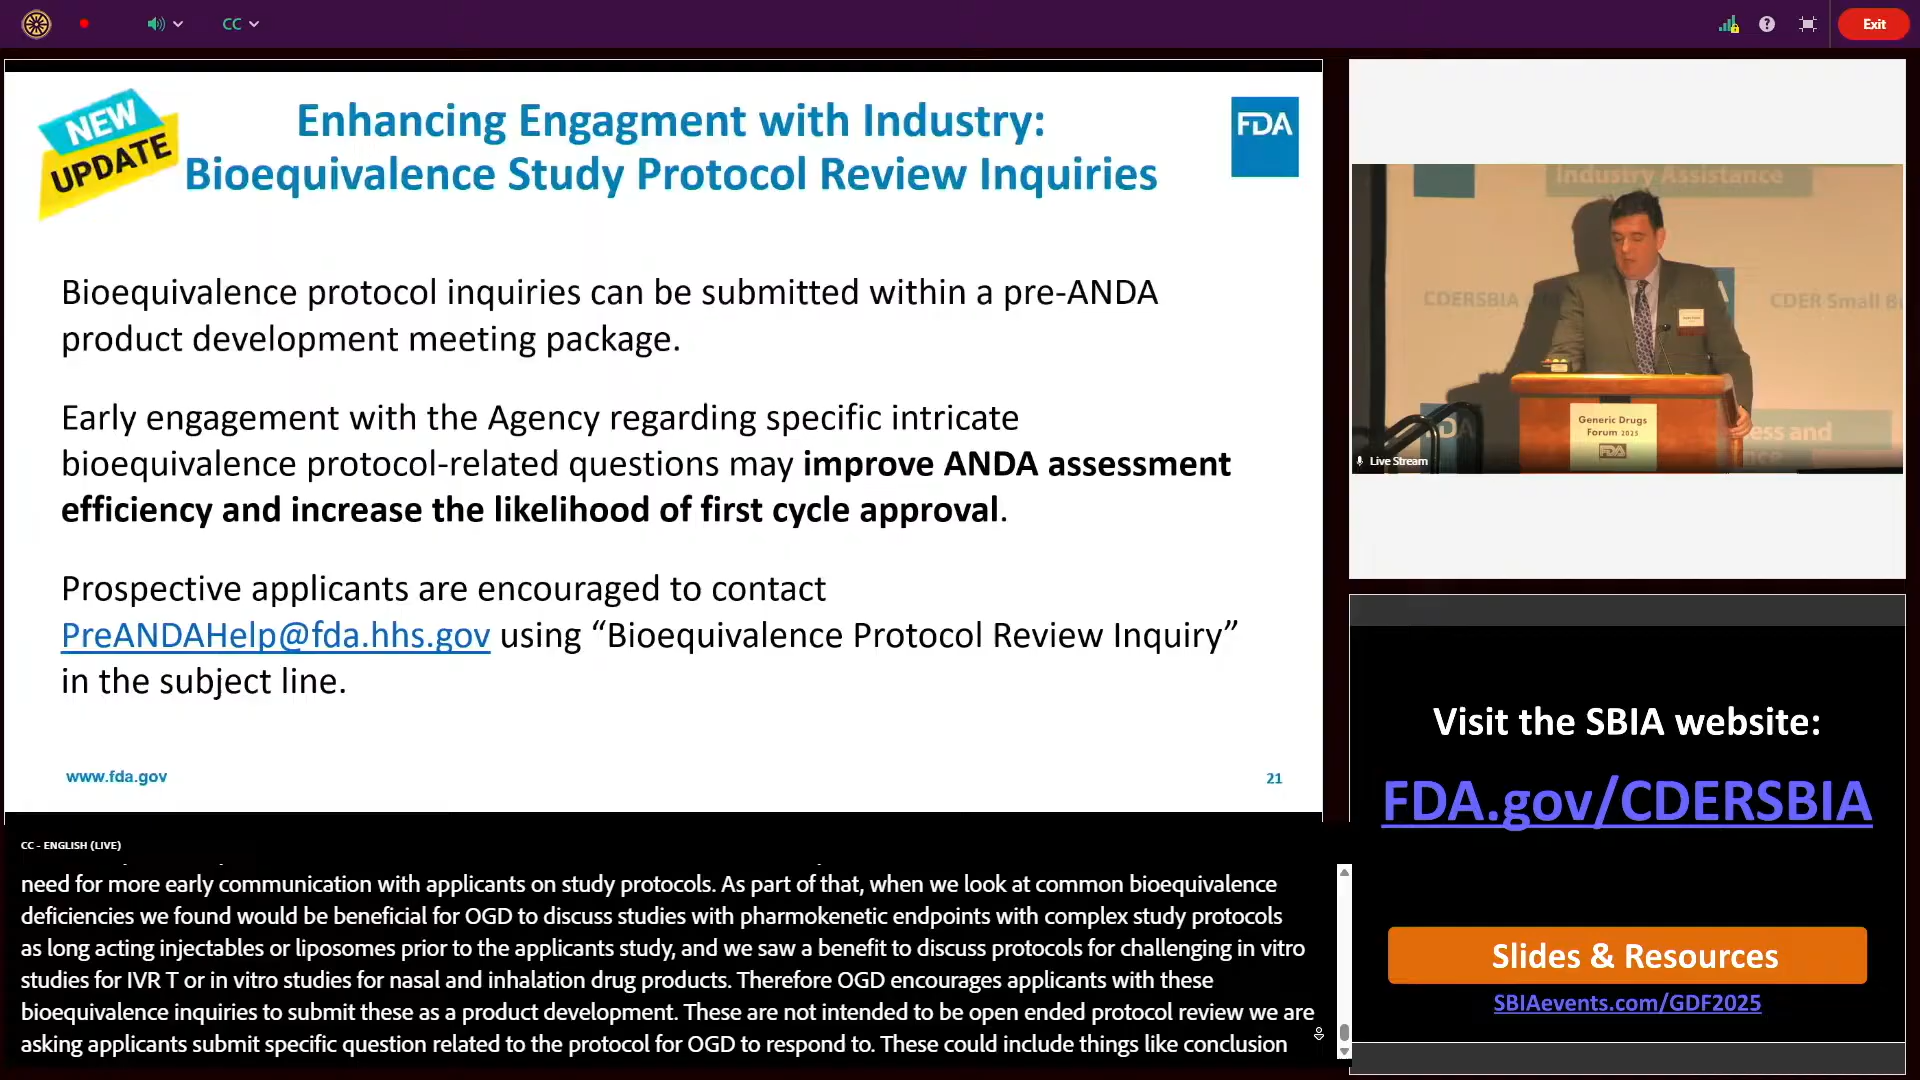 CC
Exit
NEW
UPDATE
Enhancing Engagment with Industry:
Bioequivalence Study Protocol Review Inquiries
FDA
Bioequivalence protocol inquiries can be submitted within a pre-ANDA
product development meeting package.
Early engagement with the Agency regarding specific intricate
bioequivalence protocol-related questions may improve ANDA assessment
efficiency and increase the likelihood of first cycle approval.
Prospective applicants are encouraged to contact
PreANDAHelp@fda.hhs.gov using “Bioequivalence Protocol Review Inquiry”
in the subject line.
www.fda.gov
21
Industry Assistance
CDERSBIA
CDER Small Bu
Generic Drugs
Forum 2025
FDA
ess and
Live Stream
Visit the SBIA website:
FDA.gov/CDERSBIA
Slides & Resources
SBIAevents.com/GDF2025
CC - ENGLISH (LIVE)
need for more early communication with applicants on study protocols. As part of that, when we look at common bioequivalence
deficiencies we found would be beneficial for OGD to discuss studies with pharmokenetic endpoints with complex study protocols
as long acting injectables or liposomes prior to the applicants study, and we saw a benefit to discuss protocols for challenging in vitro
studies for IVR T or in vitro studies for nasal and inhalation drug products. Therefore OGD encourages applicants with these
bioequivalence inquiries to submit these as a product development. These are not intended to be open ended protocol review we are
asking applicants submit specific question related to the protocol for OGD to respond to. These could include things like conclusion